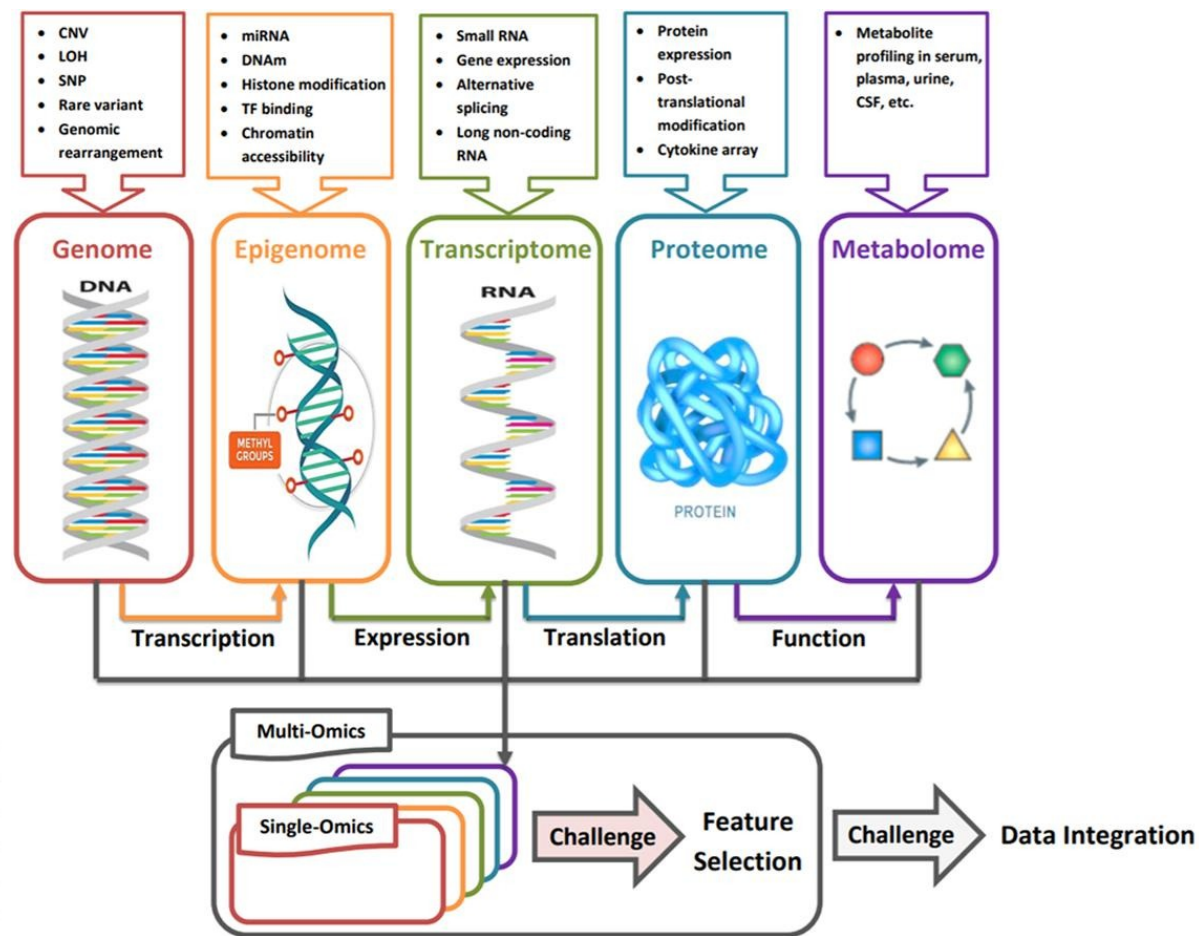 • CNV
• LOH
• SNP
• Rare variant
• Genomic
rearrangement
• miRNA
• DNAm
• Histone modification
• TF binding
• Chromatin
accessibility
• Small RNA
• Gene expression
• Alternative
splicing
• Long non-coding
RNA
• Protein
expression
• Post-
translational
modification
• Cytokine array
• Metabolite
profiling in serum,
plasma, urine,
CSF, etc.
Genome
DNA
Epigenome
METHYL
GROUPS
Transcriptome
RNA
Proteome
PROTEIN
Metabolome
Transcription
Expression
Translation
Function
Multi-Omics
Single-Omics
Challenge
Feature
Selection
Challenge
Data Integration